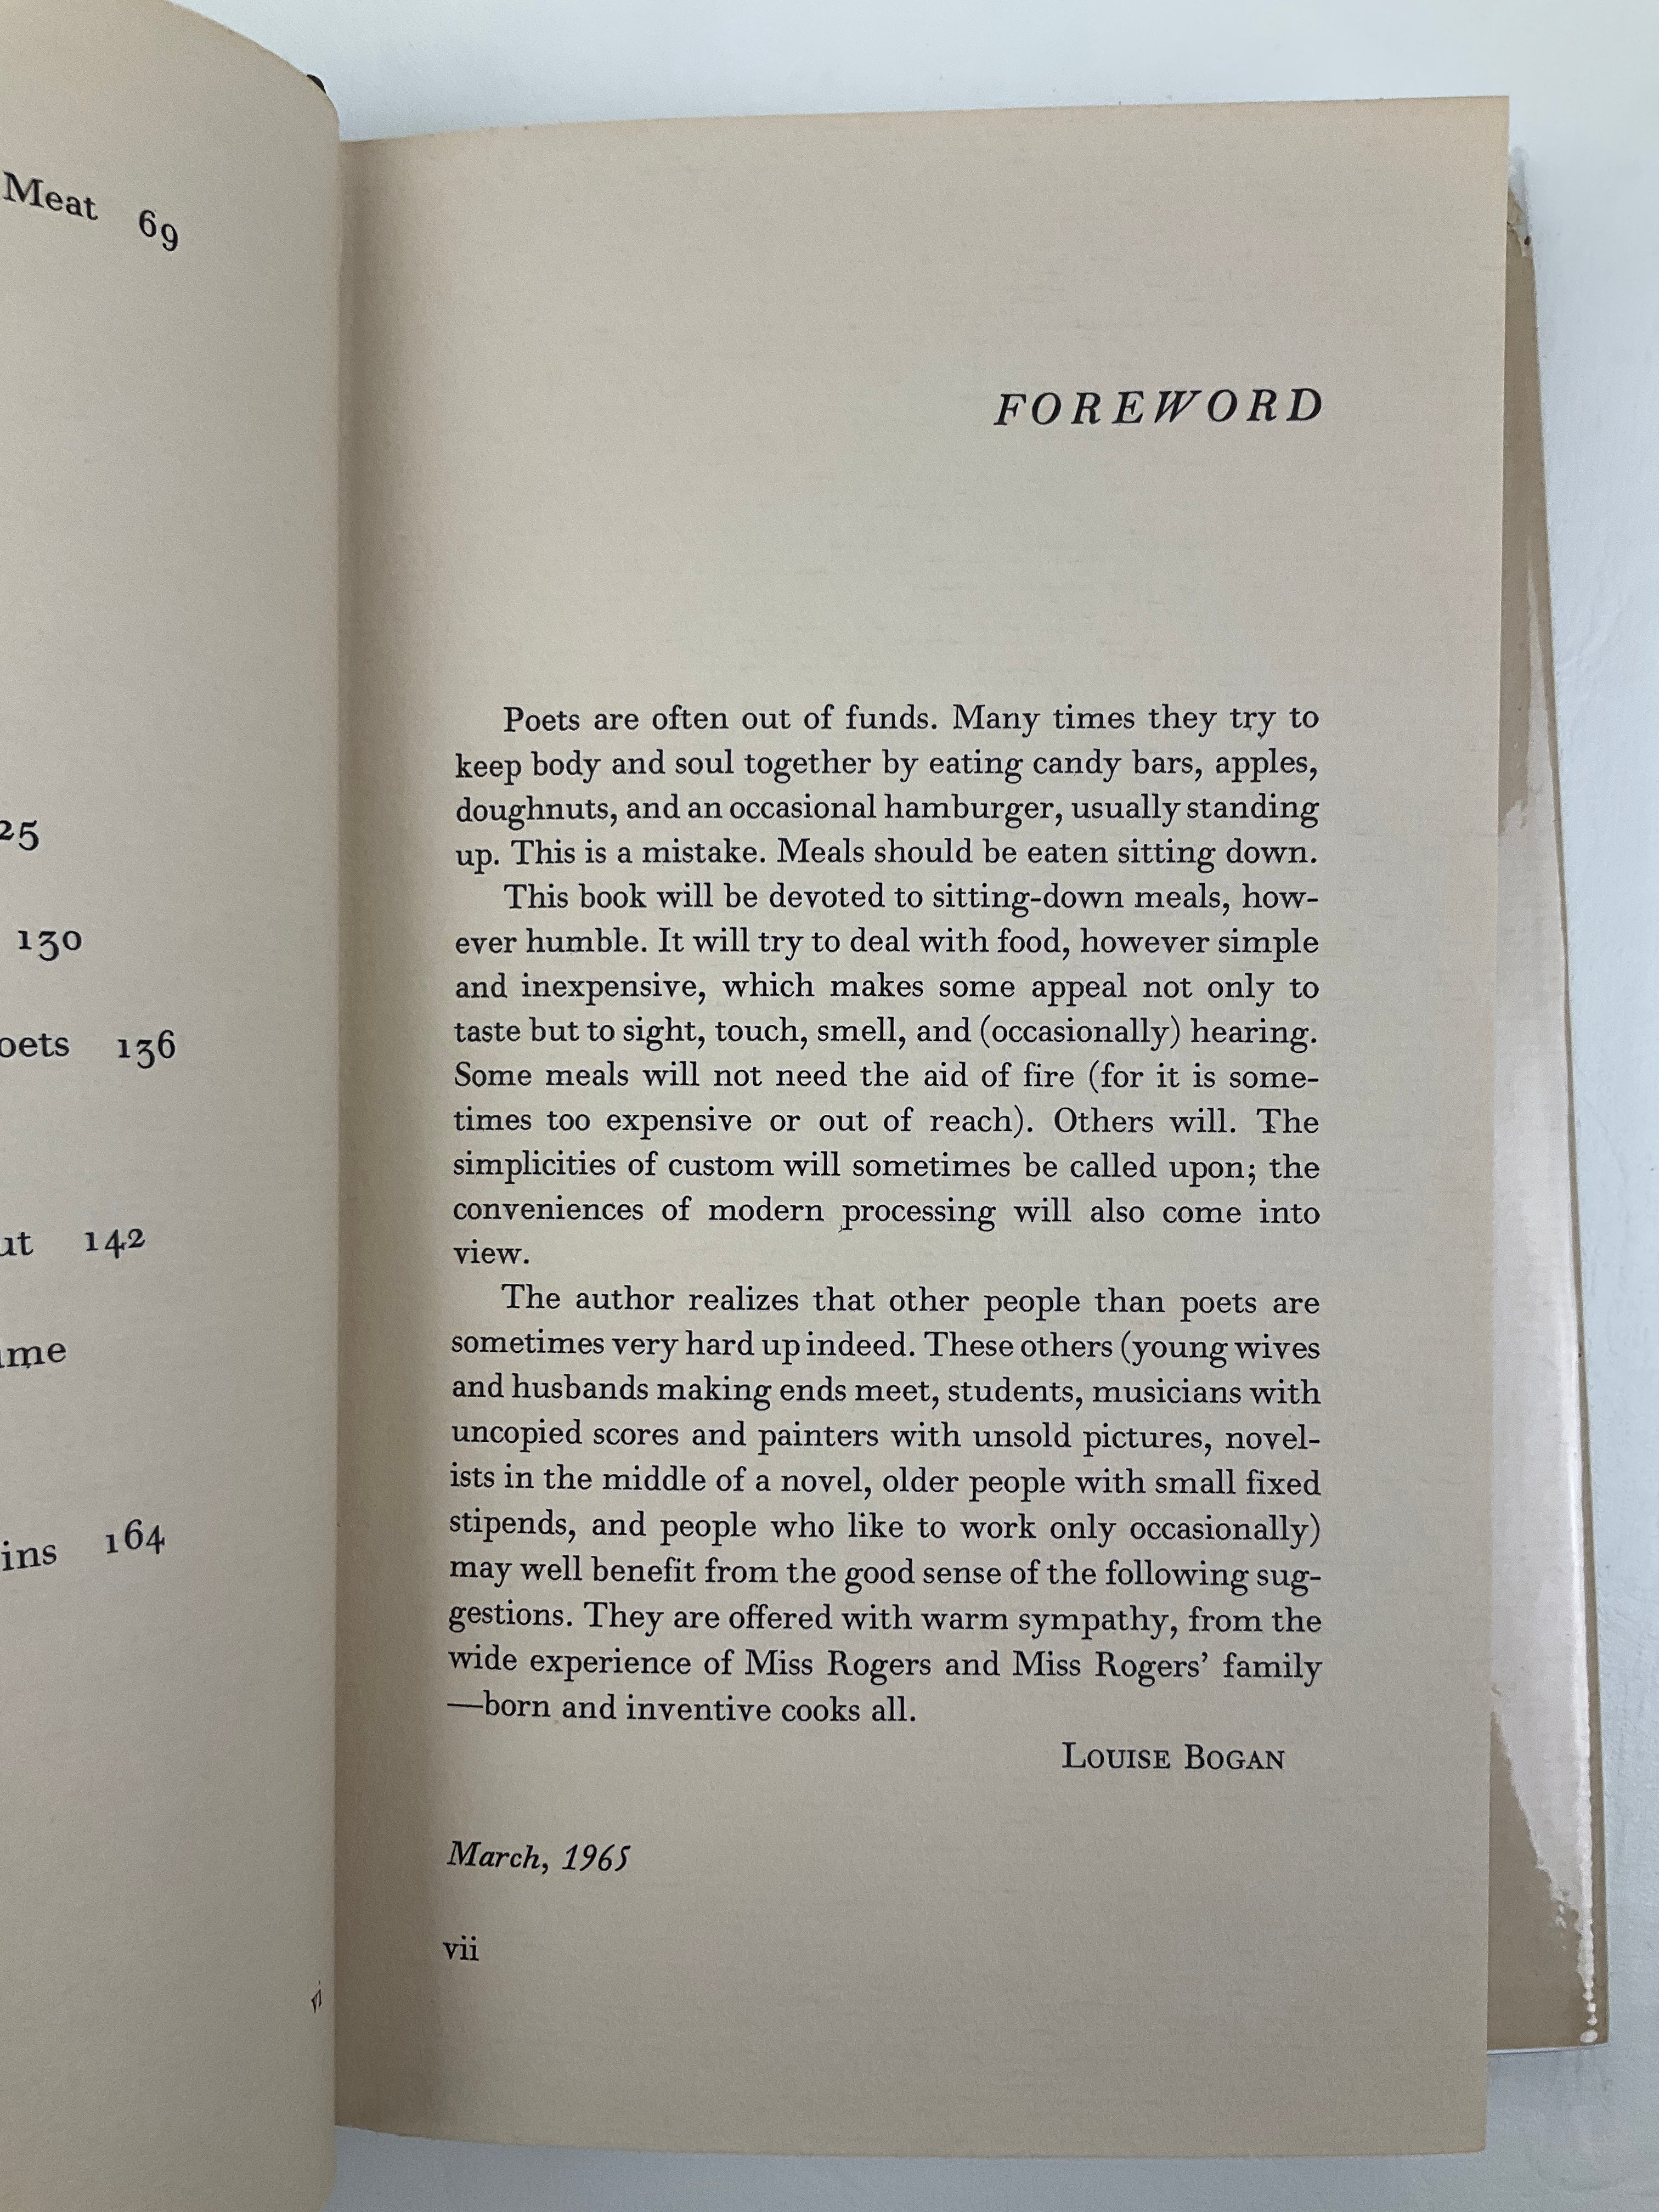 Meat 69
25
130
136
142
164
vi
FOREWORD
Poets are often out of funds. Many times they try to
keep body and soul together by eating candy bars, apples,
doughnuts, and an occasional hamburger, usually standing
up. This is a mistake. Meals should be eaten sitting down.
This book will be devoted to sitting-down meals, how-
ever humble. It will try to deal with food, however simple
and inexpensive, which makes some appeal not only to
taste but to sight, touch, smell, and (occasionally) hearing.
Some meals will not need the aid of fire (for it is some-
times too expensive or out of reach). Others will. The
simplicities of custom will sometimes be called upon; the
conveniences of modern processing will also come into
view.
The author realizes that other people than poets are
sometimes very hard up indeed. These others (young wives
and husbands making ends meet, students, musicians with
uncopied scores and painters with unsold pictures, novel-
ists in the middle of a novel, older people with small fixed
stipends, and people who like to work only occasionally)
may well benefit from the good sense of the following sug-
gestions. They are offered with warm sympathy, from the
wide experience of Miss Rogers and Miss Rogers' family
—born and inventive cooks all.
LOUISE BOGAN
March, 1965
vii